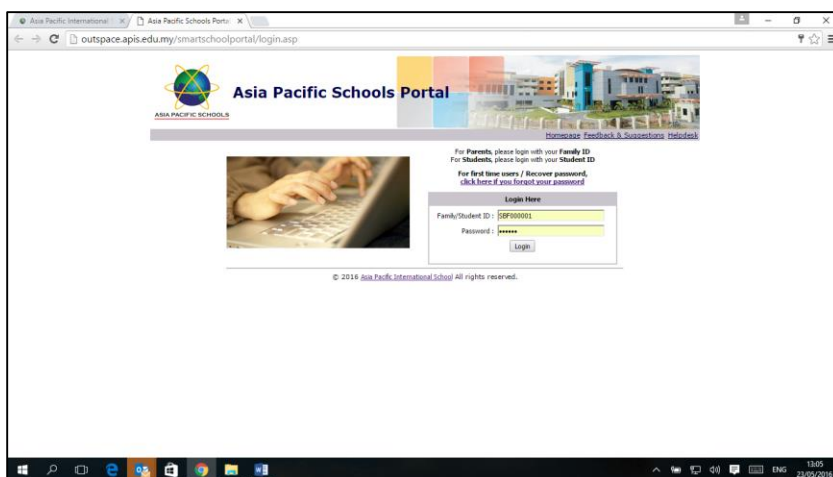 Asia Pacific International
Asia Pacific Schools Porta
outspace.apis.edu.my/smartschoolportal/login.asp
ASIA PACIFIC SCHOOLS
Asia Pacific Schools Portal
Homepage Feedback & Suggestions Helpdesk
For Parents, please login with your Family ID
For Students, please login with your Student ID
For first time users / Recover password,
click here if you forgot your password
Login Here
Family/Student ID : SBF000001
Password : ••••••
Login
© 2016 Asia Pacific International School All rights reserved.
ENG
13:05
23/05/2016